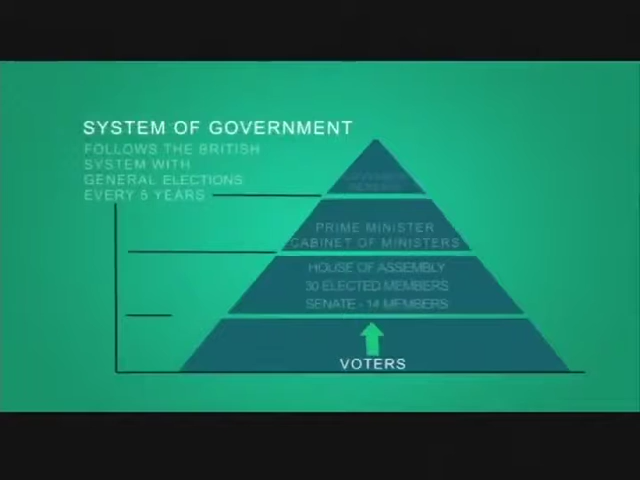 SYSTEM OF GOVERNMENT
FOLLOWS THE BRITISH
SYSTEM WITH
GENERAL ELECTIONS
EVERY 5 YEARS
PRIME MINISTER
CABINET OF MINISTERS
HOUSE OF ASSEMBLY
30 ELECTED MEMBERS
SENATE - 14 MEMBERS
VOTERS